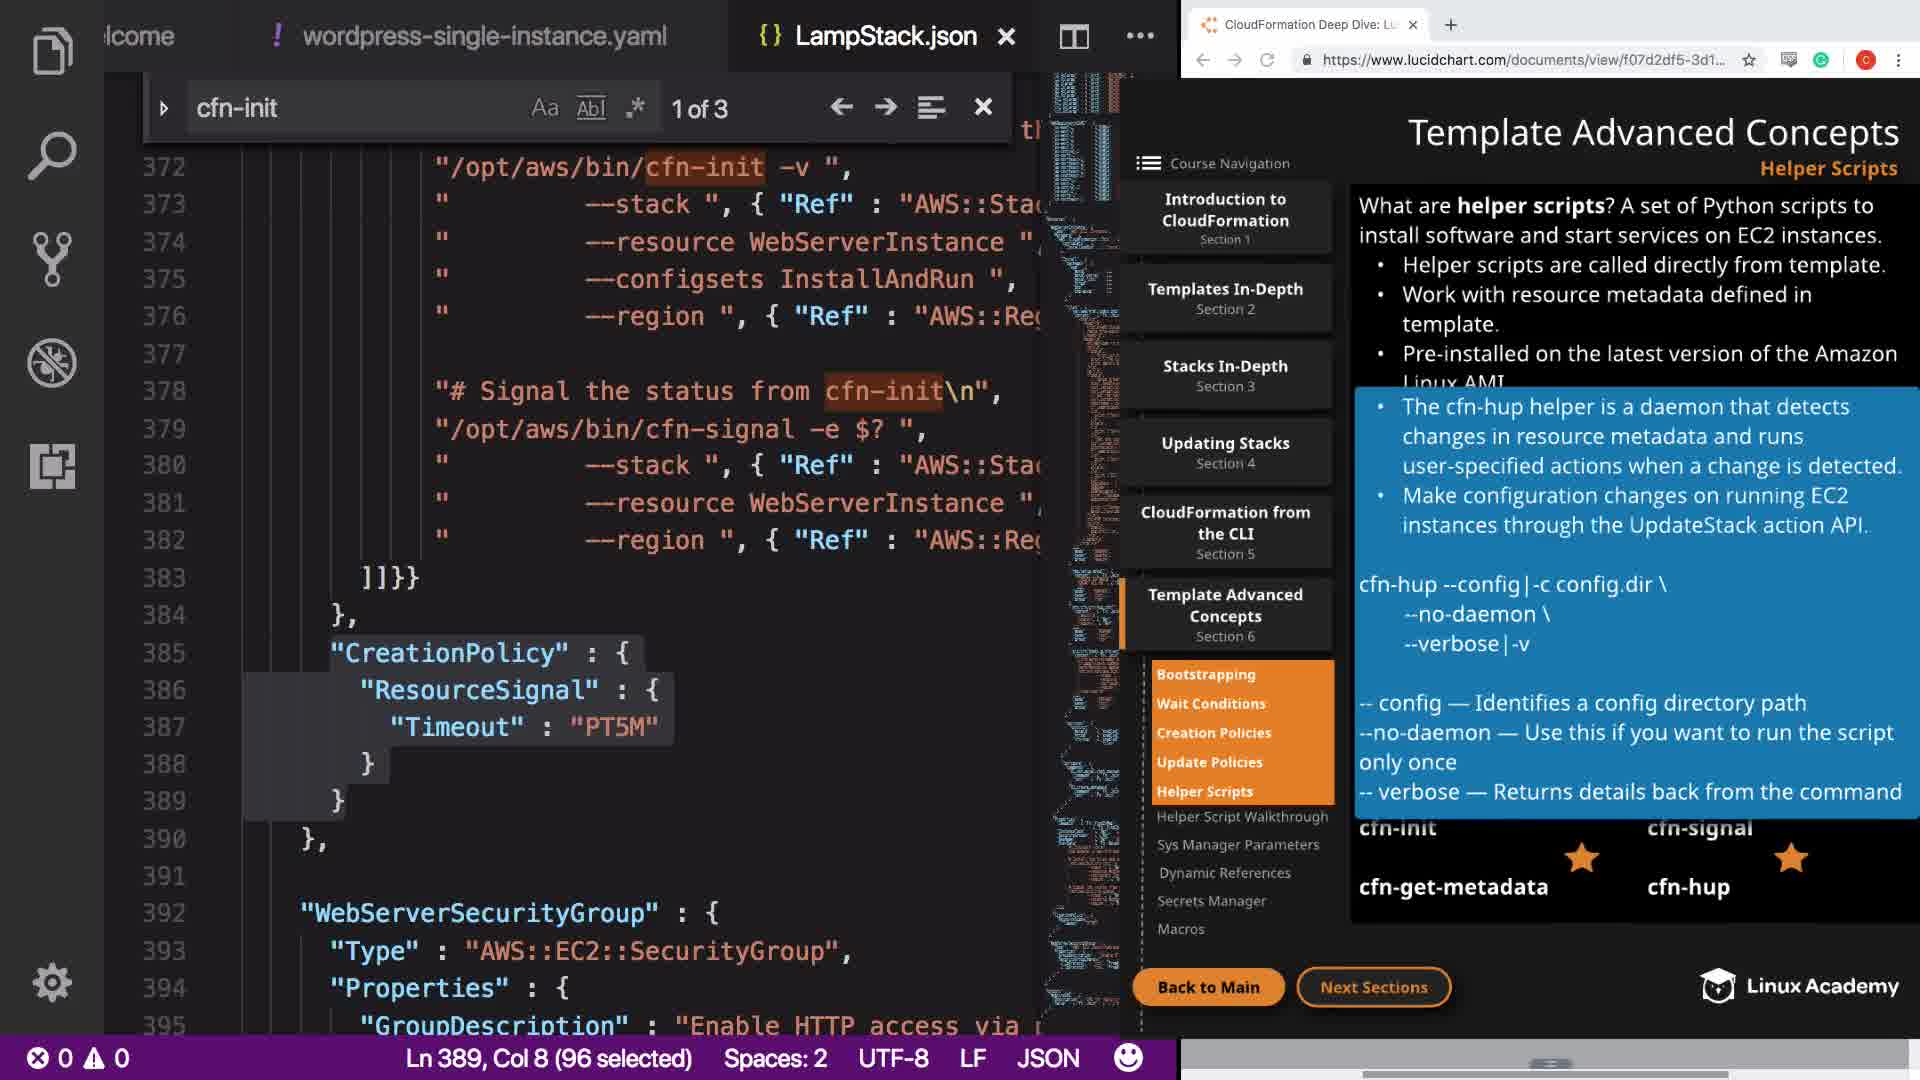 lcome
! wordpress-single-instance.yaml
{} LampStack.json
cfn-init
Aa Abl .* 1 of 3
372 "/opt/aws/bin/cfn-init -v ",
373 " --stack ", { "Ref" : "AWS::Stac
374 " --resource WebServerInstance ",
375 " --configsets InstallAndRun ",
376 " --region ", { "Ref" : "AWS::Reg
377
378 "# Signal the status from cfn-init\n",
379 "/opt/aws/bin/cfn-signal -e $? ",
380 " --stack ", { "Ref" : "AWS::Stac
381 " --resource WebServerInstance ",
382 " --region ", { "Ref" : "AWS::Reg
383 ]]}}
384 },
385 "CreationPolicy" : {
386 "ResourceSignal" : {
387 "Timeout" : "PT5M"
388 }
389 }
390 },
391
392 "WebServerSecurityGroup" : {
393 "Type" : "AWS::EC2::SecurityGroup",
394 "Properties" : {
395 "GroupDescription" : "Enable HTTP access via
0 0 Ln 389, Col 8 (96 selected) Spaces: 2 UTF-8 LF JSON
CloudFormation Deep Dive: Lu
https://www.lucidchart.com/documents/view/f07d2df5-3d1...
C
Template Advanced Concepts
Helper Scripts
Course Navigation
Introduction to
CloudFormation
Section 1
Templates In-Depth
Section 2
Stacks In-Depth
Section 3
Updating Stacks
Section 4
CloudFormation from
the CLI
Section 5
Template Advanced
Concepts
Section 6
Bootstrapping
Wait Conditions
Creation Policies
Update Policies
Helper Scripts
Helper Script Walkthrough
Sys Manager Parameters
Dynamic References
Secrets Manager
Macros
What are helper scripts? A set of Python scripts to
install software and start services on EC2 instances.
• Helper scripts are called directly from template.
• Work with resource metadata defined in
template.
• Pre-installed on the latest version of the Amazon
Linux AMI
• The cfn-hup helper is a daemon that detects
changes in resource metadata and runs
user-specified actions when a change is detected.
• Make configuration changes on running EC2
instances through the UpdateStack action API.
cfn-hup --config|-c config.dir \
--no-daemon \
--verbose|-v
-- config — Identifies a config directory path
--no-daemon — Use this if you want to run the script
only once
-- verbose — Returns details back from the command
cfn-init cfn-signal
cfn-get-metadata cfn-hup
Back to Main
Next Sections
Linux Academy